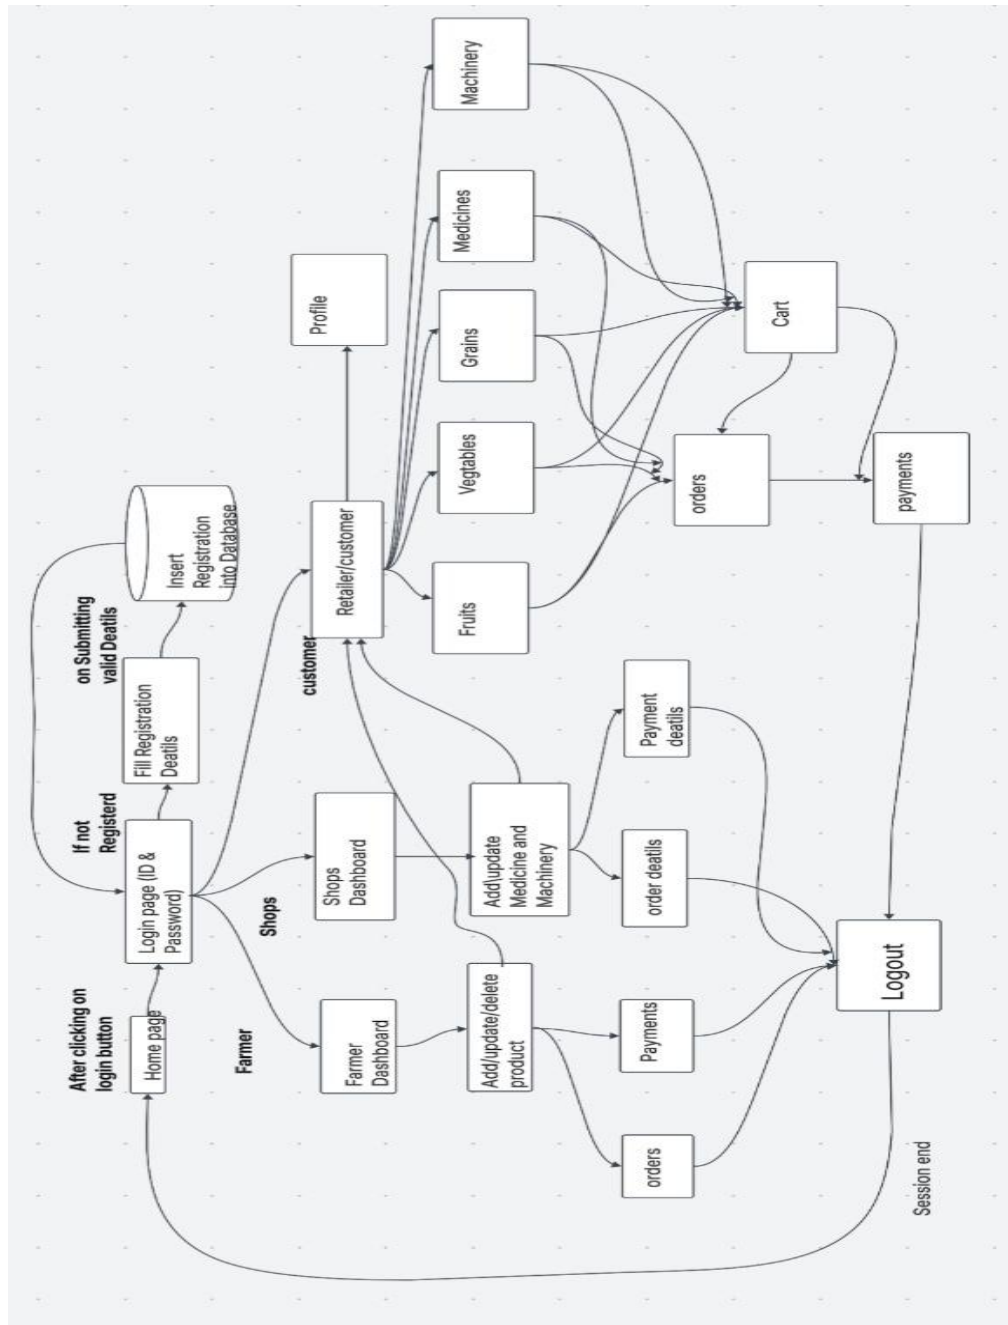 After clicking on
login button
Home page
Login page (ID &
Password)
If not
Registerd
Fill Registration
Deatils
on Submitting
valid Deatils
Insert
Registration
into Database
Farmer
Shops
customer
Farmer
Dashboard
Shops
Dashboard
Retailer/customer
Profile
Add/update/delete
product
Add\update
Medicine and
Machinery
Fruits
Vegtables
Grains
Medicines
Machinery
orders
Payments
order deatils
Payment
deatils
orders
Cart
payments
Logout
Session end